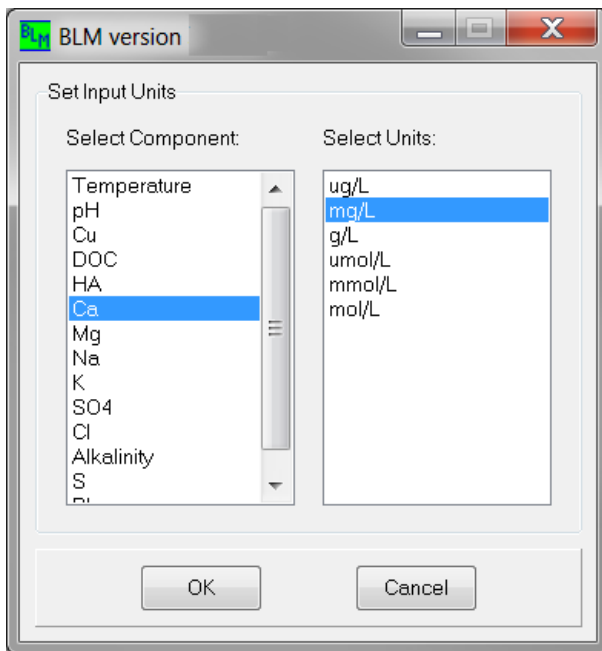 BLM BLM version
Set Input Units
Select Component:
Temperature
pH
Cu
DOC
HA
Ca
Mg
Na
K
SO4
Cl
Alkalinity
S
Select Units:
ug/L
mg/L
g/L
umol/L
mmol/L
mol/L
OK
Cancel